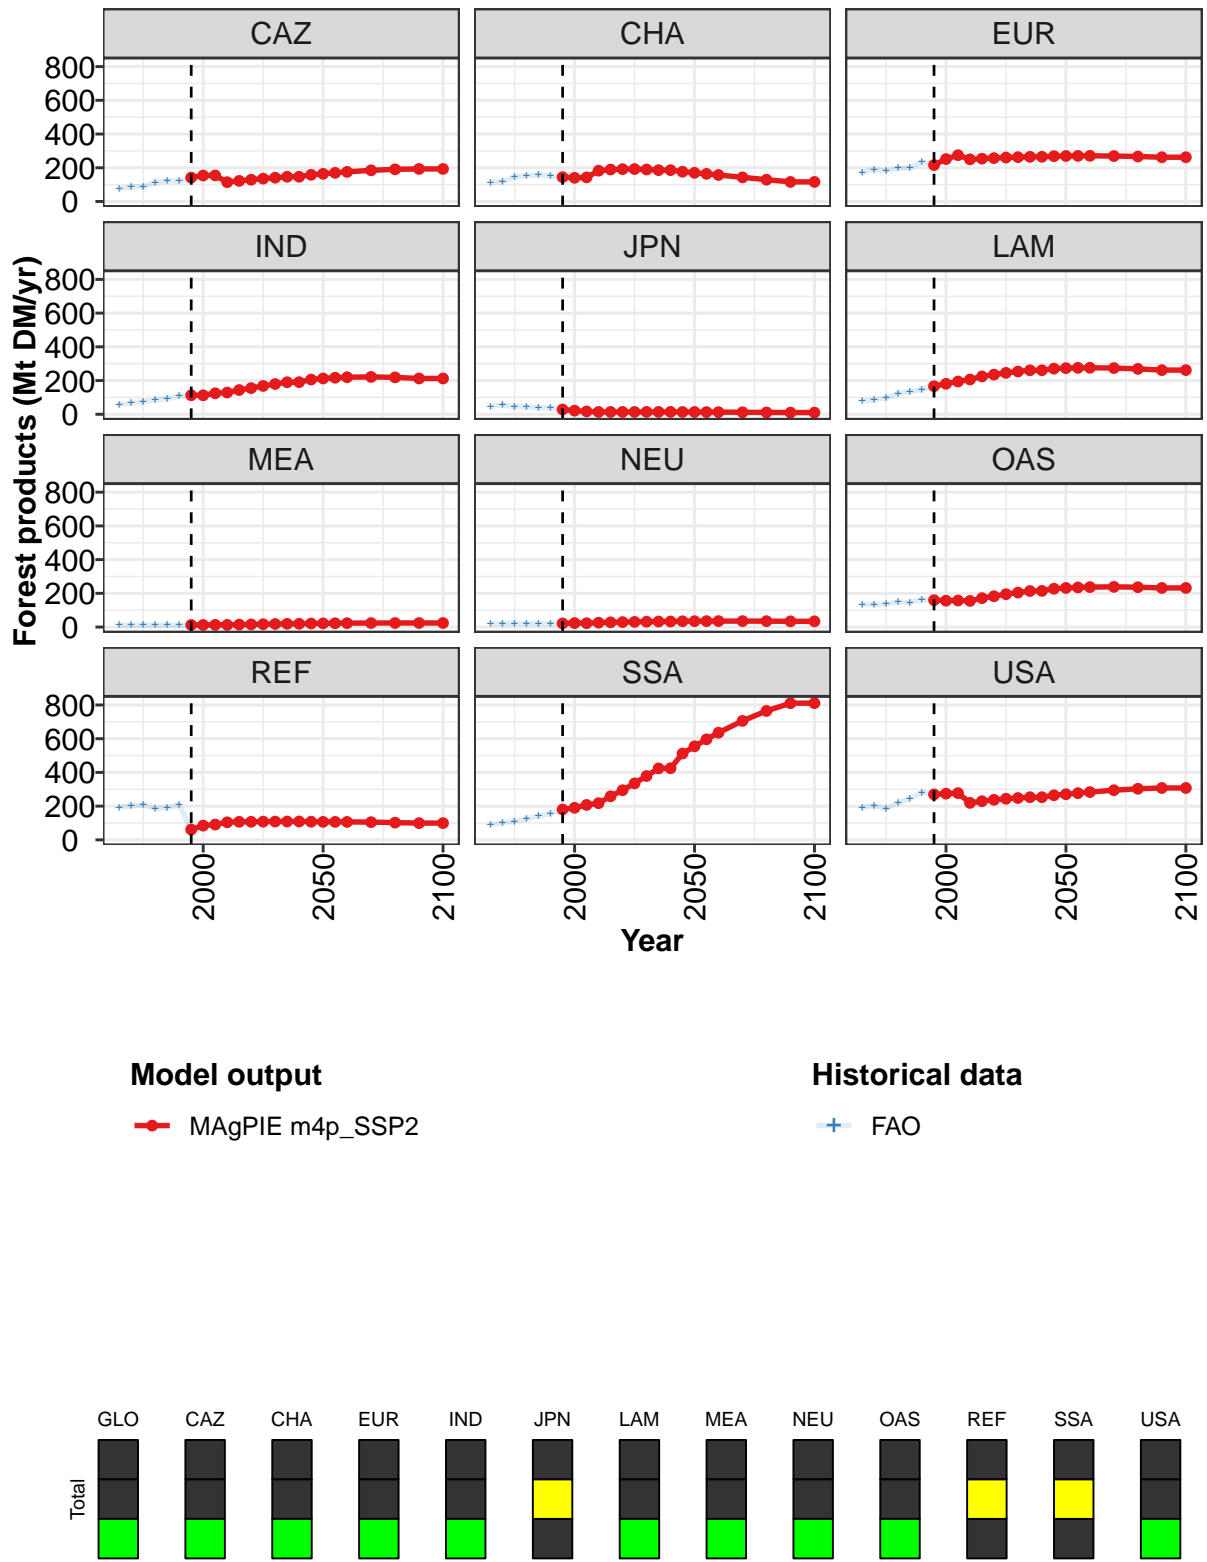 CAZ CHA EUR
800
600
400
200
0
IND JPN LAM
800
600
400
200
0
MEA NEU OAS
800
600
400
200
0
REF SSA USA
800
600
400
200
0
Forest products (Mt DM/yr)
2000 2050 2100 2000 2050 2100 2000 2050 2100
Year
Model output Historical data
MAgPIE m4p_SSP2 FAO
GLO CAZ CHA EUR IND JPN LAM MEA NEU OAS REF SSA USA
Total